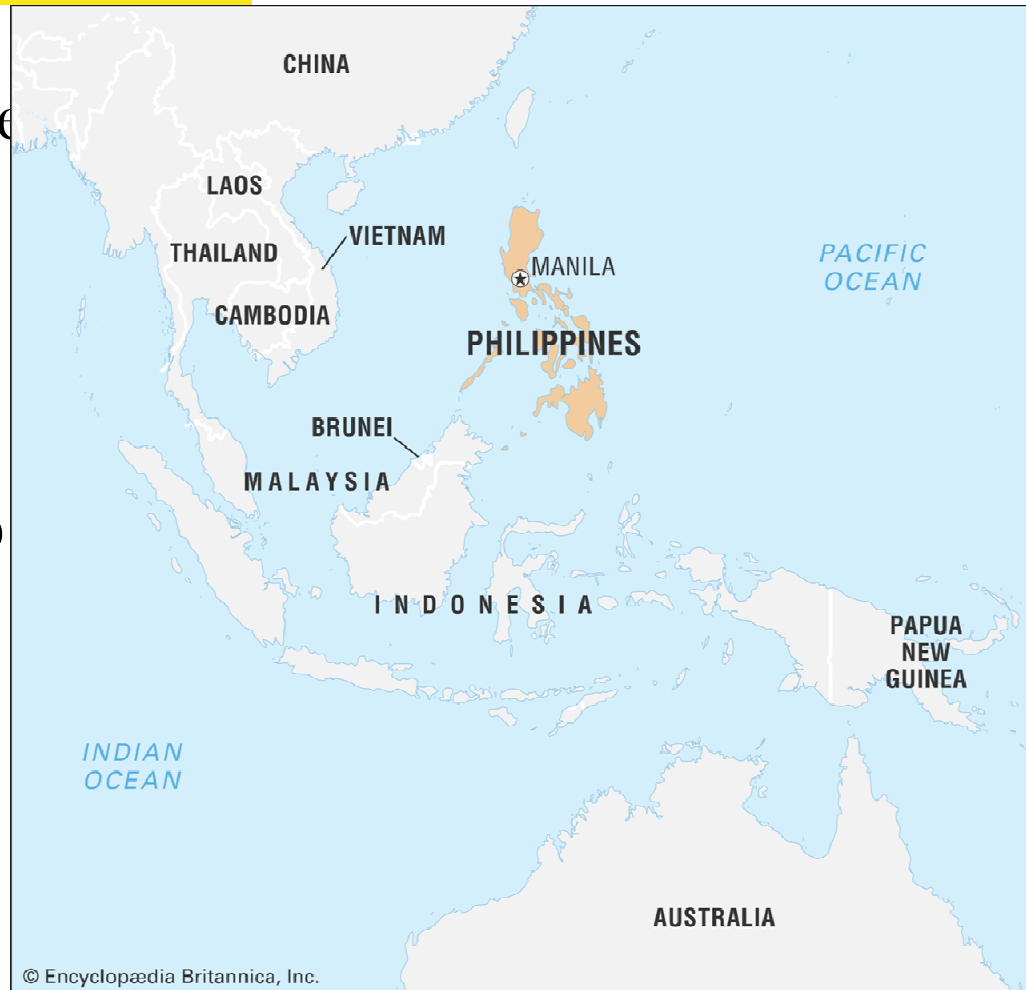 CHINA
e
LAOS
VIETNAM
THAILAND
MANILA
PACIFIC
OCEAN
CAMBODIA
PHILIPPINES
BRUNEI
MALAYSIA
)
INDONESIA
PAPUA
NEW
GUINEA
INDIAN
OCEAN
AUSTRALIA
© Encyclopædia Britannica, Inc.